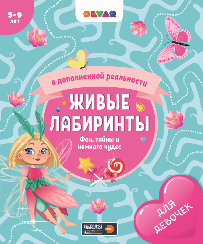 5-9
ЛЕТ
DEVAR
в дополненной реальности
ЖИВЫЕ
ЛАБИРИНТЫ
Феи, тайны и
немного чудес
ДЛЯ
ДЕВОЧЕК